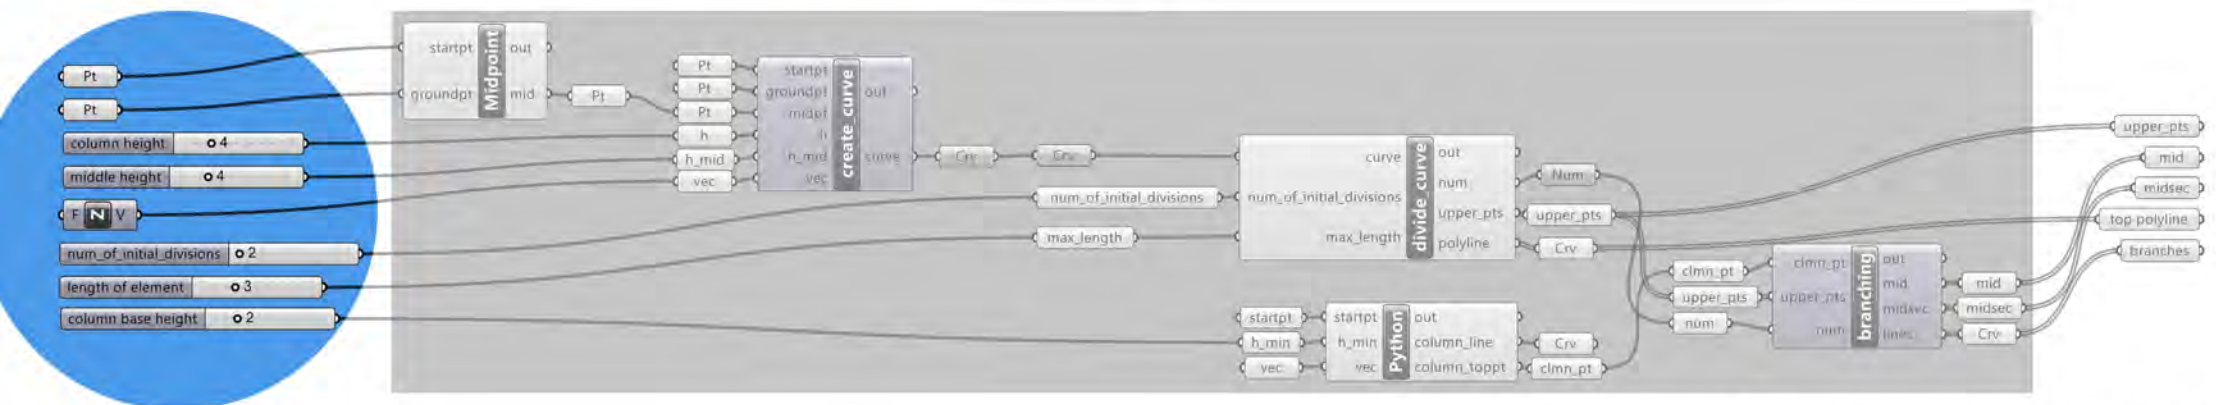 Pt
Pt
column height 4
middle height 4
F N V
num_of_initial_divisions 2
length of element 3
column base height 2
startpt out
groundpt mid
Midpoint
Pt
Pt
Pt
Pt
h
h_mid
vec
startpt
groundpt out
midpt
h
h_mid curve
vec
create_curve
Crv
Crv
num_of_initial_divisions
max_length
curve out
num_of_initial_divisions num
upper_pts
max_length polyline
divide_curve
Num
upper_pts
Crv
startpt
h_min
vec
startpt out
h_min column_line
vec column_toppt
Python
Crv
clmn_pt
clmn_pt
upper_pts
num
clmn_pt out
mid
upper_pts midsec
num lines
branching
mid
midsec
Crv
upper_pts
mid
midsec
top polyline
branches